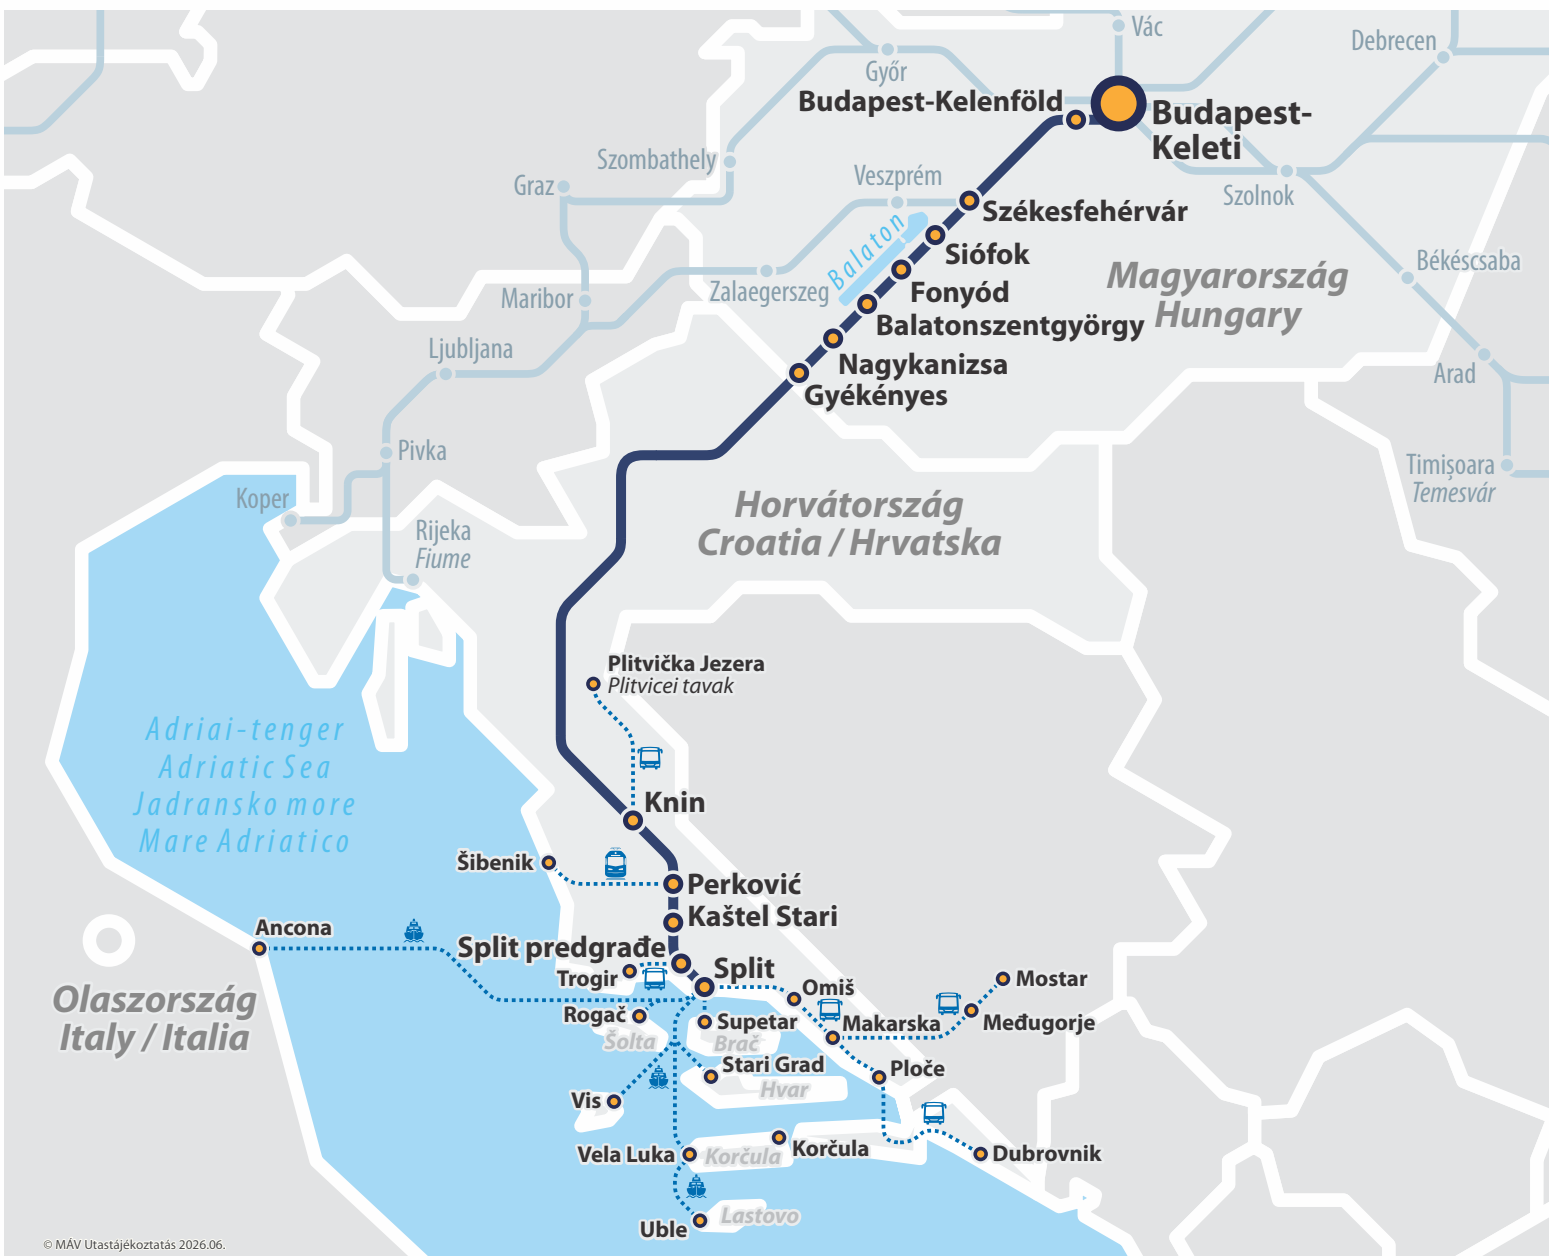 Vác
Debrecen
Győr
Budapest-Kelenföld
Budapest-
Keleti
Szombathely
Graz
Veszprém
Szolnok
Székesfehérvár
Balaton
Siófok
Békéscsaba
Magyarország
Hungary
Maribor
Zalaegerszeg
Fonyód
Balatonszentgyörgy
Ljubljana
Nagykanizsa
Arad
Gyékényes
Pivka
Timișoara
Temesvár
Koper
Horvátország
Croatia / Hrvatska
Rijeka
Fiume
Plitvička Jezera
Plitvicei tavak
Adriai-tenger
Adriatic Sea
Jadransko more
Mare Adriatico
Knin
Šibenik
Perković
Kaštel Stari
Ancona
Split predgrađe
Split
Trogir
Omiš
Mostar
Olaszország
Italy / Italia
Rogač
Šolta
Supetar
Brač
Makarska
Međugorje
Stari Grad
Hvar
Ploče
Vis
Vela Luka
Korčula
Korčula
Dubrovnik
Uble
Lastovo
© MÁV Utastájékoztatás 2026.06.